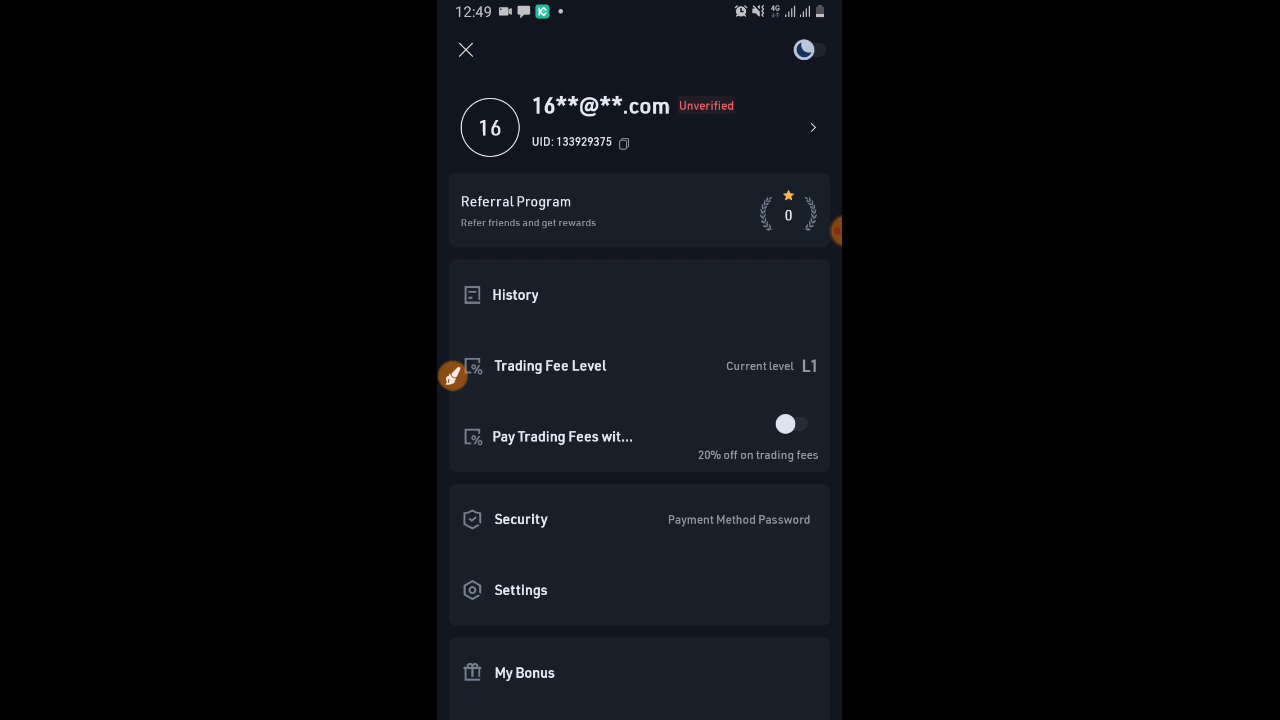 12:49
4G
16
16**@**.com Unverified
UID: 133929375
Referral Program
Refer friends and get rewards
0
History
Trading Fee Level
Current level L1
Pay Trading Fees wit...
20% off on trading fees
Security
Payment Method Password
Settings
My Bonus